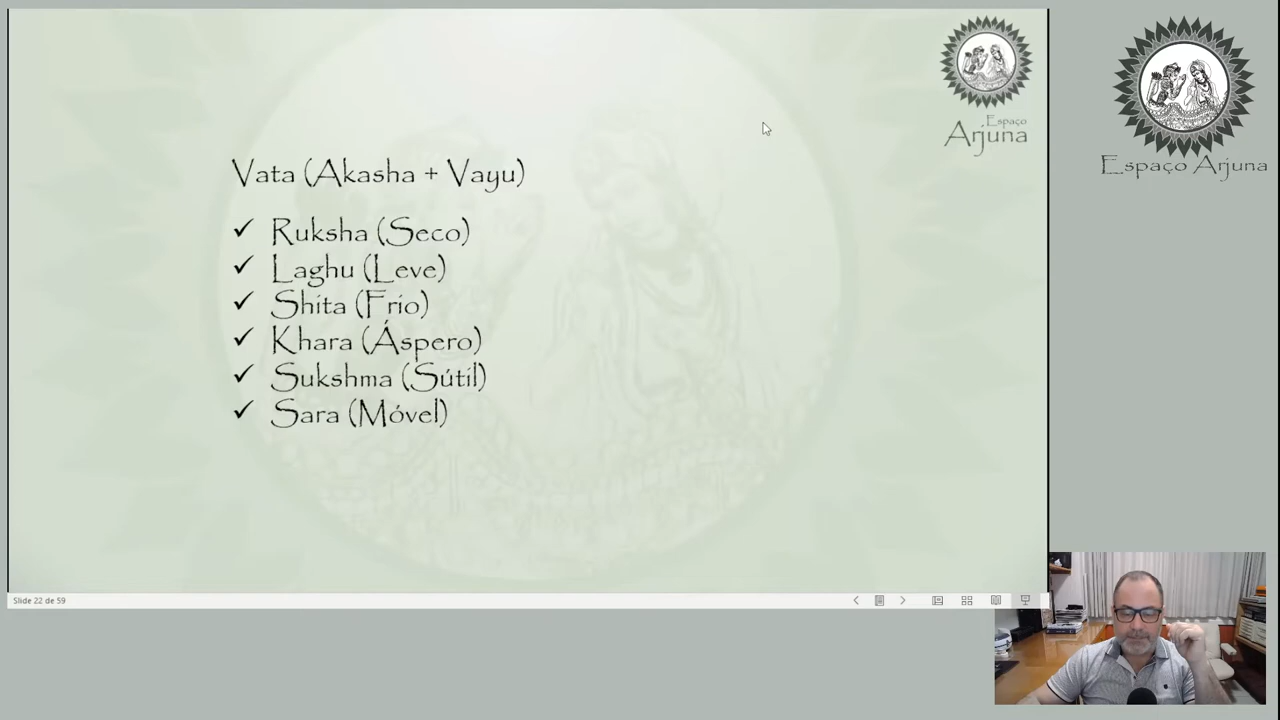 Espaço
Arjuna
Espaço Arjuna
Vata (Akasha + Vayu)
✓ Ruksha (Seco)
✓ Laghu (Leve)
✓ Shita (Frio)
✓ Khara (Áspero)
✓ Sukshma (Sútil)
✓ Sara (Móvel)
Slide 22 de 59